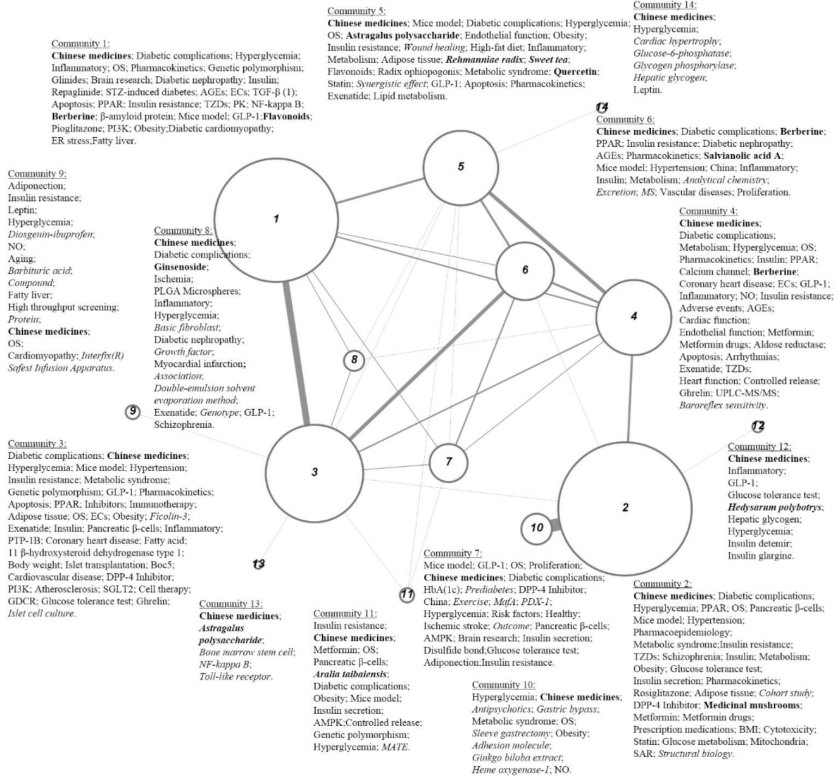 Community 1:
Chinese medicines; Diabetic complications; Hyperglycemia;
Inflammatory; OS; Pharmacokinetics; Genetic polymorphism;
Glinides; Brain research; Diabetic nephropathy; Insulin;
Repaglinide; STZ-induced diabetes; AGEs; ECs; TGF-β (1);
Apoptosis; PPAR; Insulin resistance; TZDs; PK; NF-kappa B;
Berberine; β-amyloid protein; Mice model; GLP-1;Flavonoids;
Pioglitazone; PI3K; Obesity;Diabetic cardiomyopathy;
ER stress;Fatty liver.
Community 5:
Chinese medicines; Mice model; Diabetic complications; Hyperglycemia;
OS; Astragalus polysaccharide; Endothelial function; Obesity;
Insulin resistance; Wound healing; High-fat diet; Inflammatory;
Metabolism; Adipose tissue; Rehmanniae radix; Sweet tea;
Flavonoids; Radix ophiopogonis; Metabolic syndrome; Quercetin;
Statin; Synergistic effect; GLP-1; Apoptosis; Pharmacokinetics;
Exenatide; Lipid metabolism.
Community 14:
Chinese medicines;
Hyperglycemia;
Cardiac hypertrophy;
Glucose-6-phosphatase;
Glycogen phosphorylase;
Hepatic glycogen;
Leptin.
14
Community 6:
Chinese medicines; Diabetic complications; Berberine;
PPAR; Insulin resistance; Diabetic nephropathy;
AGEs; Pharmacokinetics; Salvianolic acid A;
Mice model; Hypertension; China; Inflammatory;
Insulin; Metabolism; Analytical chemistry;
Excretion; MS; Vascular diseases; Proliferation.
Community 9:
Adiponection;
Insulin resistance;
Leptin;
Hyperglycemia;
Diosgenin-ibuprofen;
NO;
Aging;
Barbituric acid;
Compound;
Fatty liver;
High throughput screening;
Protein;
Chinese medicines;
OS;
Cardiomyopathy; Interfix(R)
Safest Infusion Apparatus.
1
5
6
4
Community 8:
Chinese medicines;
Diabetic complications;
Ginsenoside;
Ischemia;
PLGA Microspheres;
Inflammatory;
Hyperglycemia;
Basic fibroblast;
Diabetic nephropathy;
Growth factor;
Myocardial infarction;
Association;
Double-emulsion solvent
evaporation method;
Exenatide; Genotype; GLP-1;
Schizophrenia.
Community 4:
Chinese medicines;
Diabetic complications;
Metabolism; Hyperglycemia; OS;
Pharmacokinetics; Insulin; PPAR;
Calcium channel; Berberine;
Coronary heart disease; ECs; GLP-1;
Inflammatory; NO; Insulin resistance;
Adverse events; AGEs;
Cardiac function;
Endothelial function; Metformin;
Metformin drugs; Aldose reductase;
Apoptosis; Arrhythmias;
Exenatide; TZDs;
Heart function; Controlled release;
Ghrelin; UPLC-MS/MS;
Baroreflex sensitivity.
8
9
3
7
2
10
12
13
11
Community 3:
Diabetic complications; Chinese medicines;
Hyperglycemia; Mice model; Hypertension;
Insulin resistance; Metabolic syndrome;
Genetic polymorphism; GLP-1; Pharmacokinetics;
Apoptosis; PPAR; Inhibitors; Immunotherapy;
Adipose tissue; OS; ECs; Obesity; Ficolin-3;
Exenatide; Insulin; Pancreatic β-cells; Inflammatory;
PTP-1B; Coronary heart disease; Fatty acid;
11 β-hydroxysteroid dehydrogenase type 1;
Body weight; Islet transplantation; Boc5;
Cardiovascular disease; DPP-4 Inhibitor;
PI3K; Atherosclerosis; SGLT2; Cell therapy;
GDCR; Glucose tolerance test; Ghrelin;
Islet cell culture.
Community 12:
Chinese medicines;
Inflammatory;
GLP-1;
Glucose tolerance test;
Hedysarum polybotrys;
Hepatic glycogen;
Hyperglycemia;
Insulin detemir;
Insulin glargine.
Community 13:
Chinese medicines;
Astragalus
polysaccharide;
Bone marrow stem cell;
NF-kappa B;
Toll-like receptor.
Community 11:
Insulin resistance;
Chinese medicines;
Metformin; OS;
Pancreatic β-cells;
Aralia taibaiensis;
Diabetic complications;
Obesity; Mice model;
Insulin secretion;
AMPK;Controlled release;
Genetic polymorphism;
Hyperglycemia; MATE.
Community 7:
Mice model; GLP-1; OS; Proliferation;
Chinese medicines; Diabetic complications;
HbA(1c); Prediabetes; DPP-4 Inhibitor;
China; Exercise; MafA; PDX-1;
Hyperglycemia; Risk factors; Healthy;
Ischemic stroke; Outcome; Pancreatic β-cells;
AMPK; Brain research; Insulin secretion;
Disulfide bond;Glucose tolerance test;
Adiponection;Insulin resistance.
Community 10:
Hyperglycemia; Chinese medicines;
Antipsychotics; Gastric bypass;
Metabolic syndrome; OS;
Sleeve gastrectomy; Obesity;
Adhesion molecule;
Ginkgo biloba extract;
Heme oxygenase-1; NO.
Community 2:
Chinese medicines; Diabetic complications;
Hyperglycemia; PPAR; OS; Pancreatic β-cells;
Mice model; Hypertension;
Pharmacoepidemiology;
Metabolic syndrome;Insulin resistance;
TZDs; Schizophrenia; Insulin; Metabolism;
Obesity; Glucose tolerance test;
Insulin secretion; Pharmacokinetics;
Rosiglitazone; Adipose tissue; Cohort study;
DPP-4 Inhibitor; Medicinal mushrooms;
Metformin; Metformin drugs;
Prescription medications; BMI; Cytotoxicity;
Statin; Glucose metabolism; Mitochondria;
SAR; Structural biology.